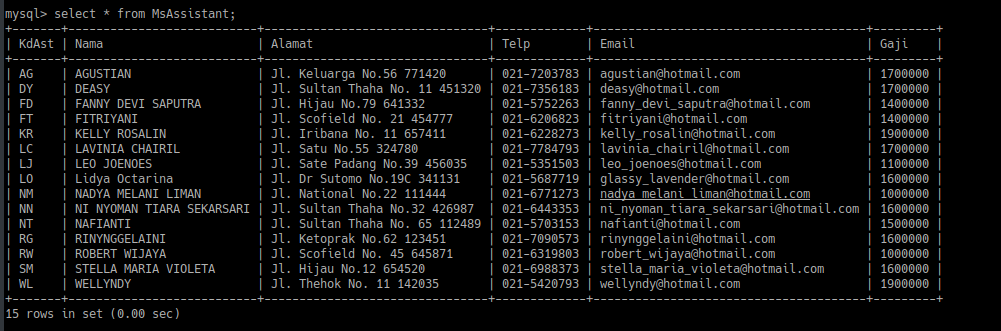 mysql> select * from MsAssistant;
+-------+--------------------------+-------------------------------+-------------+-------------------------------------+---------+
| KdAst | Nama                     | Alamat                        | Telp        | Email                               | Gaji    |
+-------+--------------------------+-------------------------------+-------------+-------------------------------------+---------+
| AG    | AGUSTIAN                 | Jl. Keluarga No.56 771420     | 021-7203783 | agustian@hotmail.com                | 1700000 |
| DY    | DEASY                    | Jl. Sultan Thaha No. 11 451320 | 021-7356183 | deasy@hotmail.com                   | 1700000 |
| FD    | FANNY DEVI SAPUTRA       | Jl. Hijau No.79 641332        | 021-5752263 | fanny_devi_saputra@hotmail.com      | 1400000 |
| FT    | FITRIYANI                | Jl. Scofield No. 21 454777    | 021-6206823 | fitriyani@hotmail.com               | 1400000 |
| KR    | KELLY ROSALIN            | Jl. Iribana No. 11 657411     | 021-6228273 | kelly_rosalin@hotmail.com           | 1900000 |
| LC    | LAVINIA CHAIRIL          | Jl. Satu No.55 324780         | 021-7784793 | lavinia_chairil@hotmail.com         | 1700000 |
| LJ    | LEO JOENOES              | Jl. Sate Padang No.39 456035  | 021-5351503 | leo_joenoes@hotmail.com             | 1100000 |
| LO    | Lidya Octarina           | Jl. Dr Sutomo No.19C 341131   | 021-5687719 | glassy_lavender@hotmail.com         | 1600000 |
| NM    | NADYA MELANI LIMAN       | Jl. National No.22 111444     | 021-6771273 | nadya_melani_liman@hotmail.com      | 1000000 |
| NN    | NI NYOMAN TIARA SEKARSARI | Jl. Sultan Thaha No.32 426987 | 021-6443353 | ni_nyoman_tiara_sekarsari@hotmail.com | 1600000 |
| NT    | NAFIANTI                 | Jl. Sultan Thaha No. 65 112489 | 021-5703153 | nafianti@hotmail.com                | 1500000 |
| RG    | RINYNGGELAINI            | Jl. Ketoprak No.62 123451     | 021-7090573 | rinynggelaini@hotmail.com           | 1600000 |
| RW    | ROBERT WIJAYA            | Jl. Scofield No. 45 645871    | 021-6319803 | robert_wijaya@hotmail.com           | 1000000 |
| SM    | STELLA MARIA VIOLETA     | Jl. Hijau No.12 654520        | 021-6988373 | stella_maria_violeta@hotmail.com    | 1600000 |
| WL    | WELLYNDY                 | Jl. Thehok No. 11 142035      | 021-5420793 | wellyndy@hotmail.com                | 1900000 |
+-------+--------------------------+-------------------------------+-------------+-------------------------------------+---------+
15 rows in set (0.00 sec)